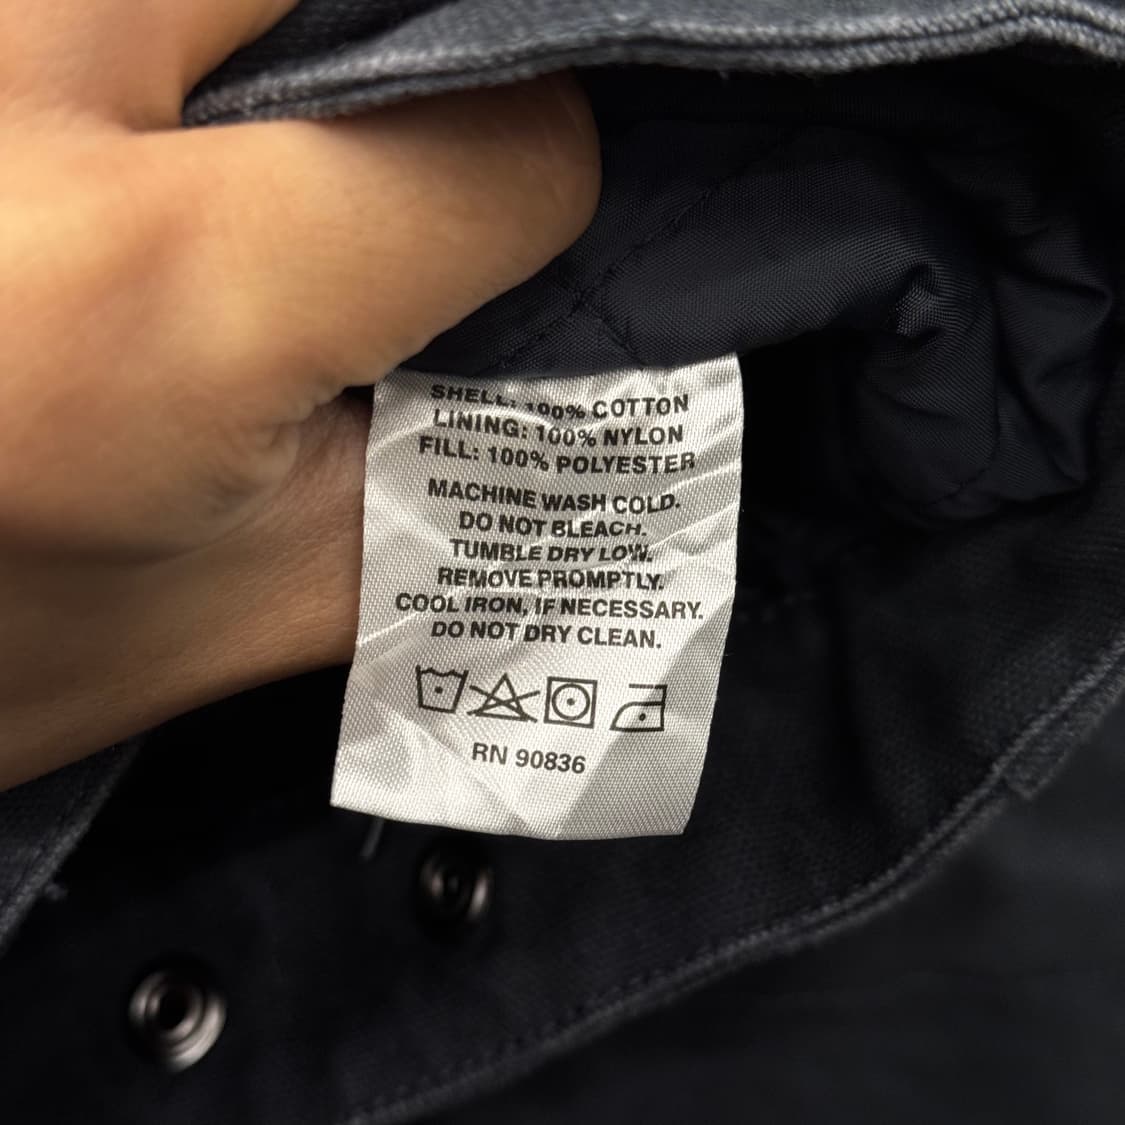 SHELL: 100% COTTON
LINING: 100% NYLON
FILL: 100% POLYESTER
MACHINE WASH COLD.
DO NOT BLEACH.
TUMBLE DRY LOW.
REMOVE PROMPTLY.
COOL IRON, IF NECESSARY.
DO NOT DRY CLEAN.
RN 90836